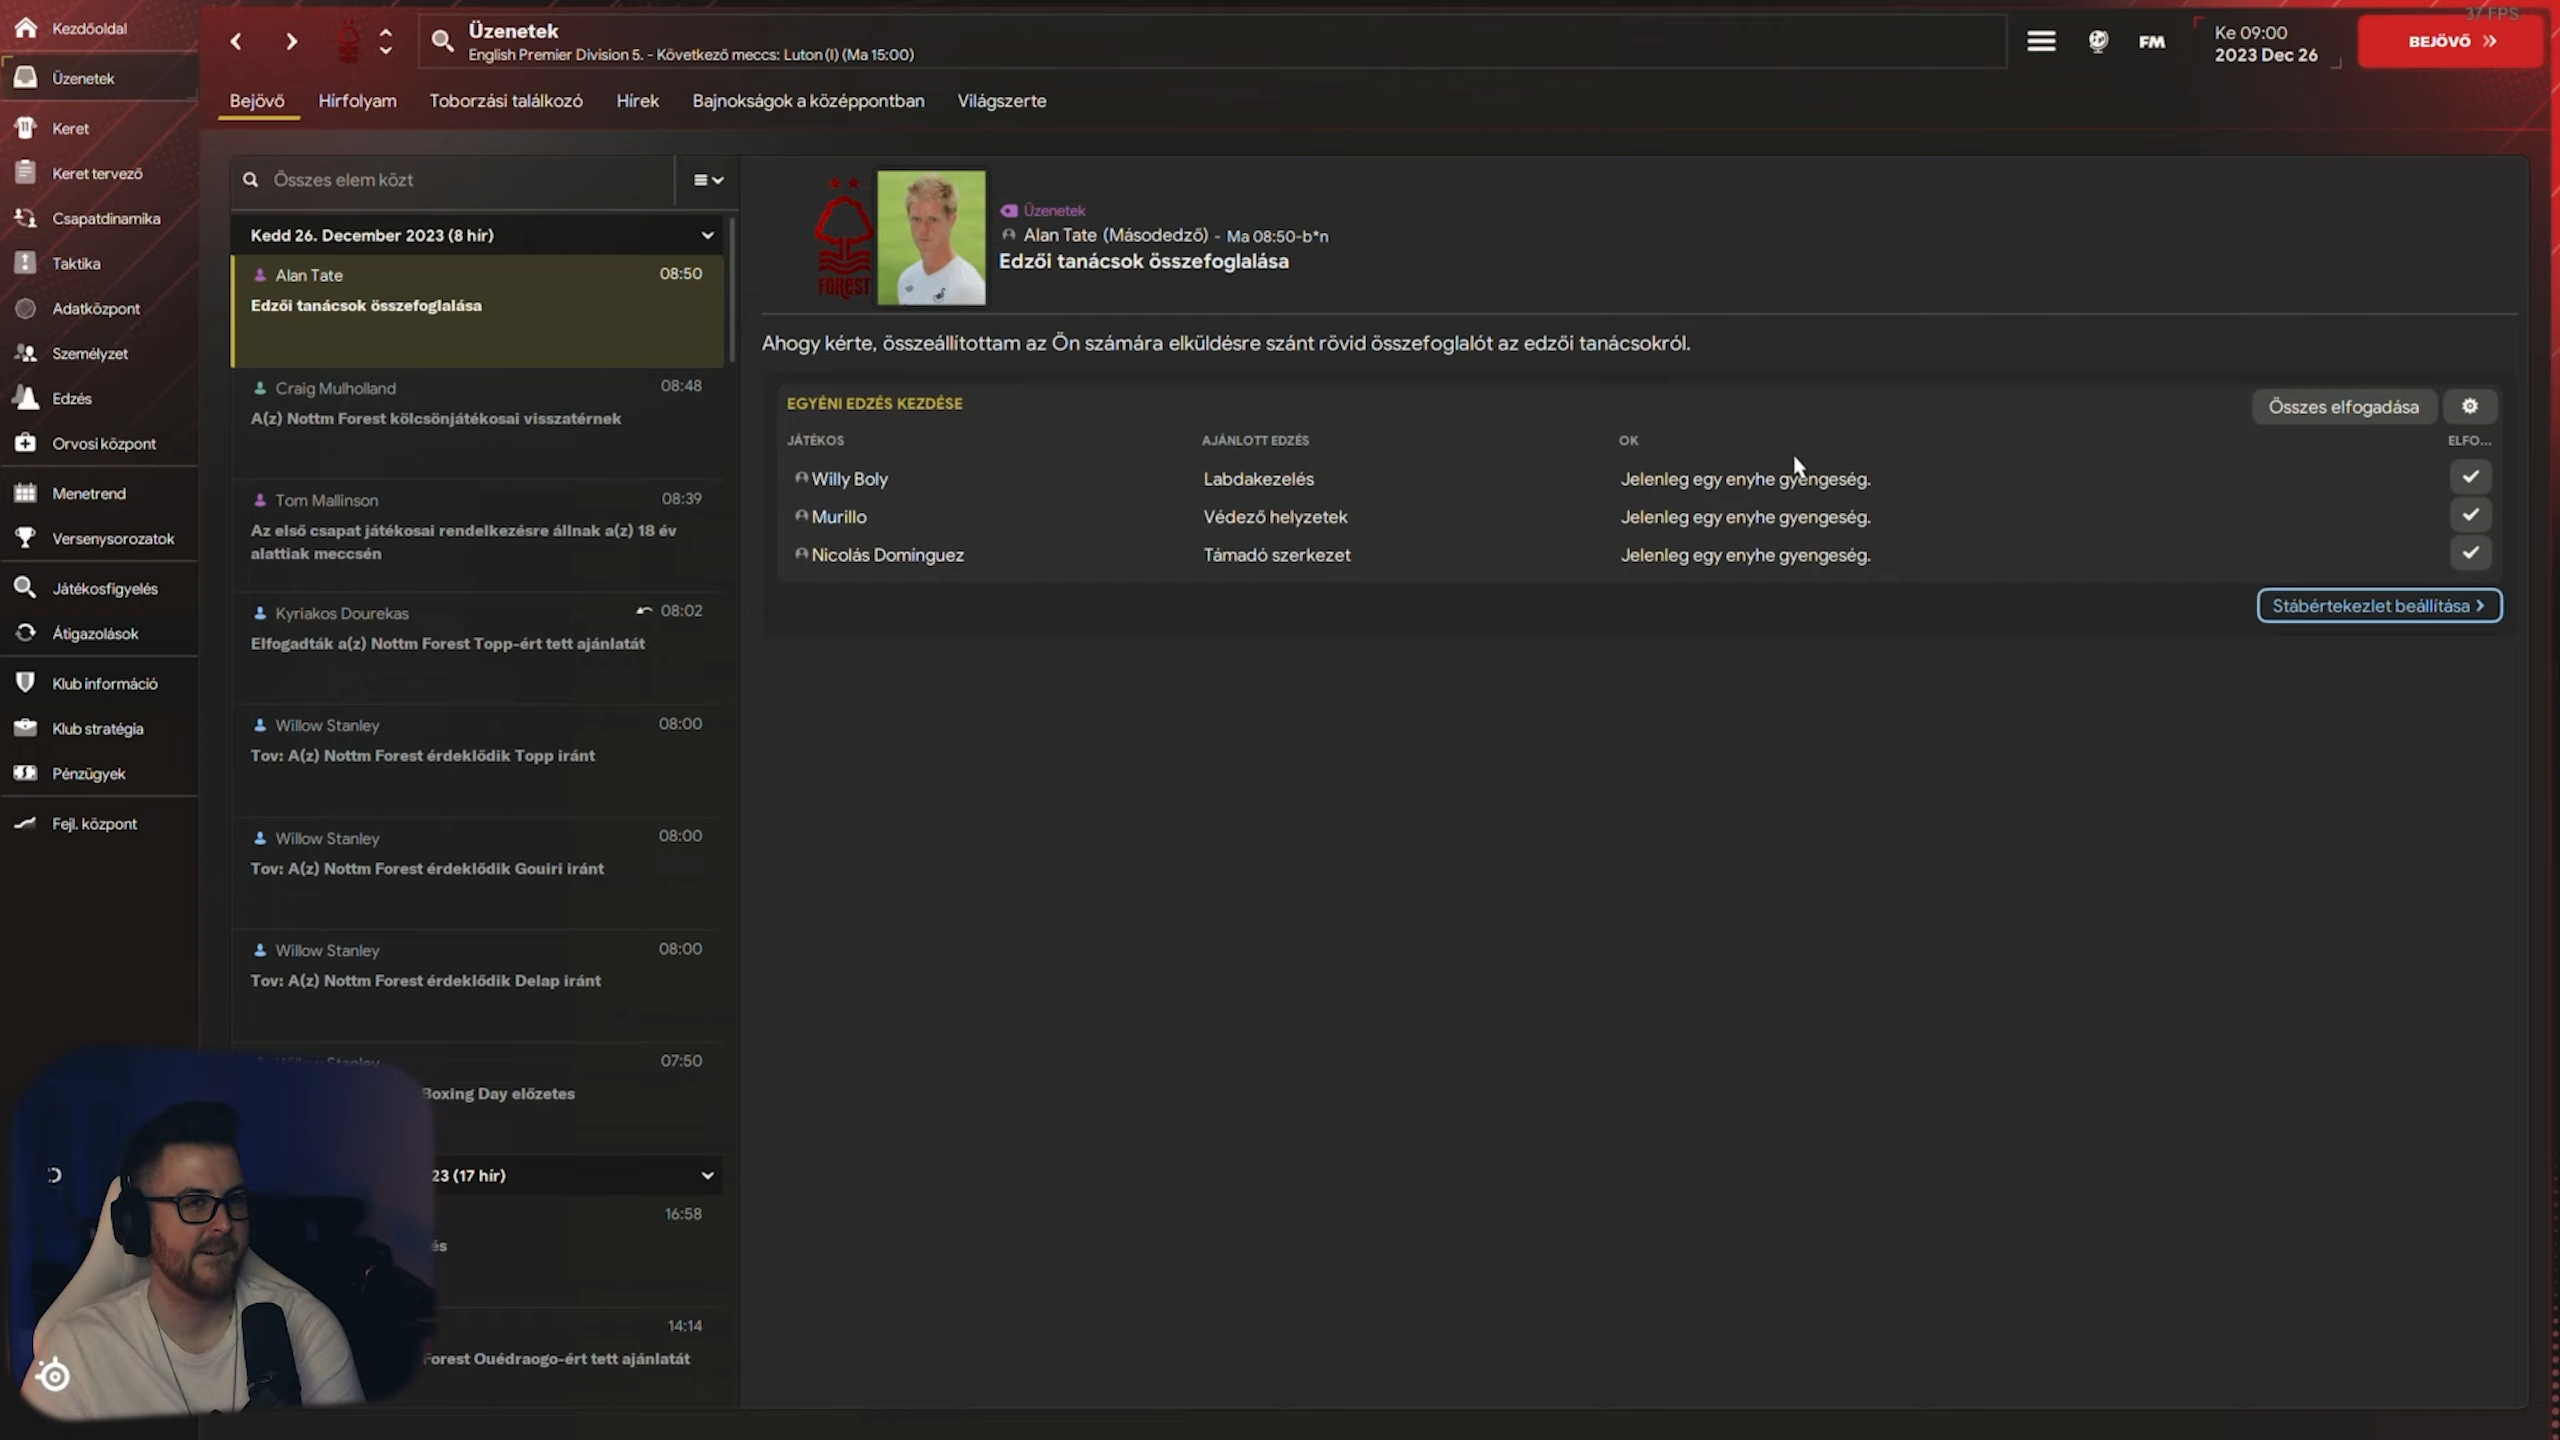 Kezdőoldal
Üzenetek
Keret
Keret tervező
Csapatdinamika
Taktika
Adatközpont
Személyzet
Edzés
Orvosi központ
Menetrend
Versenysorozatok
Játékosfigyelés
Átigazolások
Klub információ
Klub stratégia
Pénzügyek
Fejl. központ
Üzenetek
English Premier Division 5. - Következő meccs: Luton (I) (Ma 15:00)
FM
37 FPS
Ke 09:00
2023 Dec 26
BEJÖVŐ
Bejövő Hírfolyam Toborzási találkozó Hírek Bajnokságok a középpontban Világszerte
Összes elem közt
Kedd 26. December 2023 (8 hír)
Alan Tate 08:50
Edzői tanácsok összefoglalása
Craig Mulholland 08:48
A(z) Nottm Forest kölcsönjátékosai visszatérnek
Tom Mallinson 08:39
Az első csapat játékosai rendelkezésre állnak a(z) 18 év
alattiak meccsén
Kyriakos Dourekas 08:02
Elfogadták a(z) Nottm Forest Topp-ért tett ajánlatát
Willow Stanley 08:00
Tov: A(z) Nottm Forest érdeklődik Topp iránt
Willow Stanley 08:00
Tov: A(z) Nottm Forest érdeklődik Gouiri iránt
Willow Stanley 08:00
Tov: A(z) Nottm Forest érdeklődik Delap iránt
Willow Stanley 07:50
Boxing Day előzetes
23 (17 hír)
16:58
és
14:14
Forest Ouédraogo-ért tett ajánlatát
FOREST
Üzenetek
Alan Tate (Másodedző) - Ma 08:50-b*n
Edzői tanácsok összefoglalása
Ahogy kérte, összeállítottam az Ön számára elküldésre szánt rövid összefoglalót az edzői tanácsokról.
EGYÉNI EDZÉS KEZDÉSE
Összes elfogadása
JÁTÉKOS AJÁNLOTT EDZÉS OK ELFO...
Willy Boly Labdakezelés Jelenleg egy enyhe gyengeség.
Murillo Védező helyzetek Jelenleg egy enyhe gyengeség.
Nicolás Domínguez Támadó szerkezet Jelenleg egy enyhe gyengeség.
Stábértekezlet beállítása